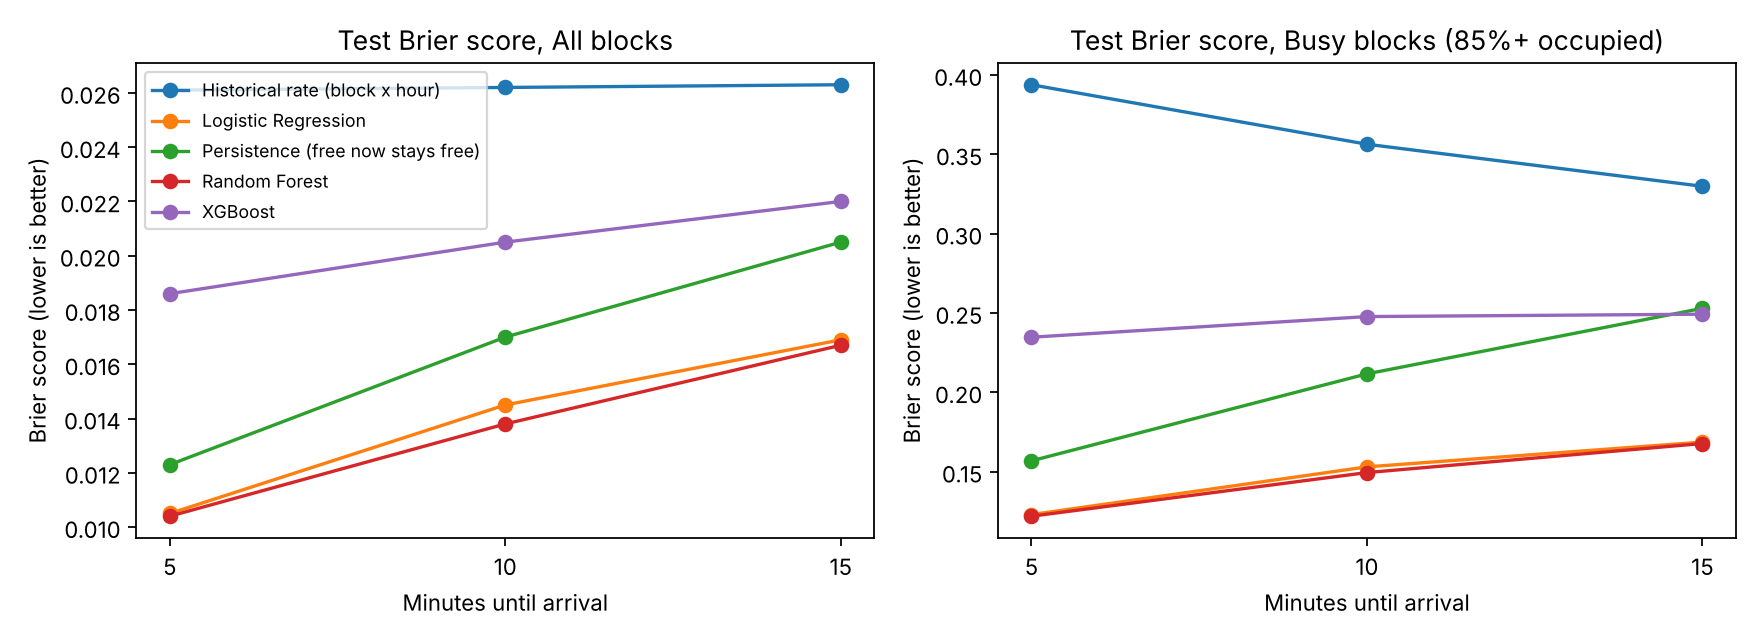 Test Brier score, All blocks
Brier score (lower is better)
0.026
0.024
0.022
0.020
0.018
0.016
0.014
0.012
0.010
Historical rate (block x hour)
Logistic Regression
Persistence (free now stays free)
Random Forest
XGBoost
5
10
15
Minutes until arrival
Test Brier score, Busy blocks (85%+ occupied)
Brier score (lower is better)
0.40
0.35
0.30
0.25
0.20
0.15
5
10
15
Minutes until arrival